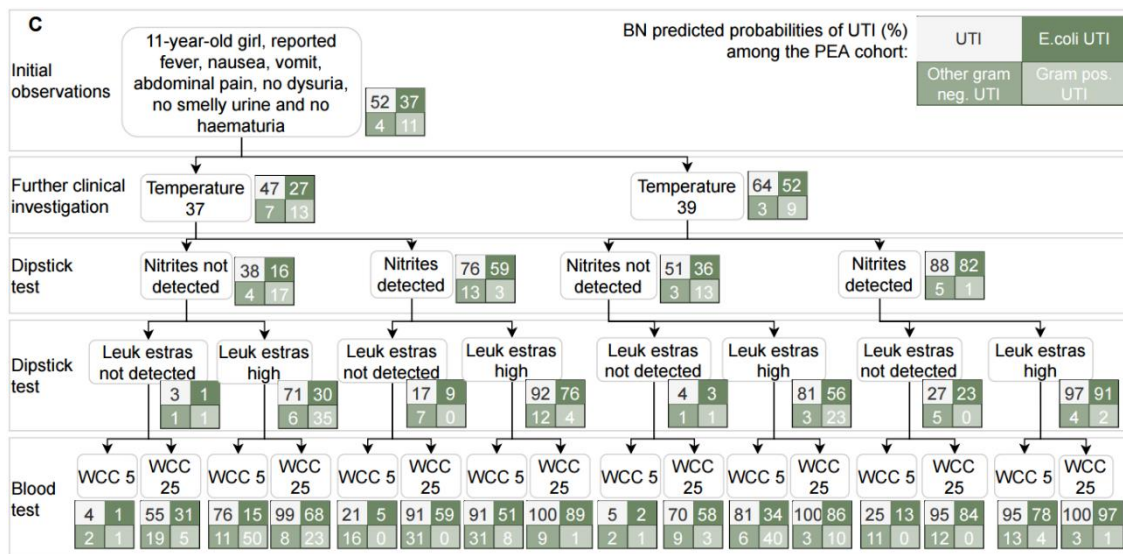 C
BN predicted probabilities of UTI (%)
among the PEA cohort:
UTI
E.coli UTI
Other gram
neg. UTI
Gram pos.
UTI
Initial
observations
11-year-old girl, reported
fever, nausea, vomit,
abdominal pain, no dysuria,
no smelly urine and no
haematuria
52 37
4 11
Further clinical
investigation
Temperature
37
47 27
7 13
Temperature
39
64 52
3 9
Dipstick
test
Nitrites not
detected
38 16
4 17
Nitrites
detected
76 59
13 3
Nitrites not
detected
51 36
3 13
Nitrites
detected
88 82
5 1
Dipstick
test
Leuk estras
not detected
3 1
1 1
Leuk estras
high
71 30
6 35
Leuk estras
not detected
17 9
7 0
Leuk estras
high
92 76
12 4
Leuk estras
not detected
4 3
1 1
Leuk estras
high
81 56
3 23
Leuk estras
not detected
27 23
5 0
Leuk estras
high
97 91
4 2
Blood
test
WCC 5
4 1
2 1
WCC
25
55 31
19 5
WCC 5
76 15
11 50
WCC
25
99 68
8 23
WCC 5
21 5
16 0
WCC
25
91 59
31 0
WCC 5
91 51
31 8
WCC
25
100 89
9 1
WCC 5
5 2
2 1
WCC
25
70 58
9 3
WCC 5
81 34
6 40
WCC
25
100 86
3 10
WCC 5
25 13
11 0
WCC
25
95 84
12 0
WCC 5
95 78
13 4
WCC
25
100 97
3 1